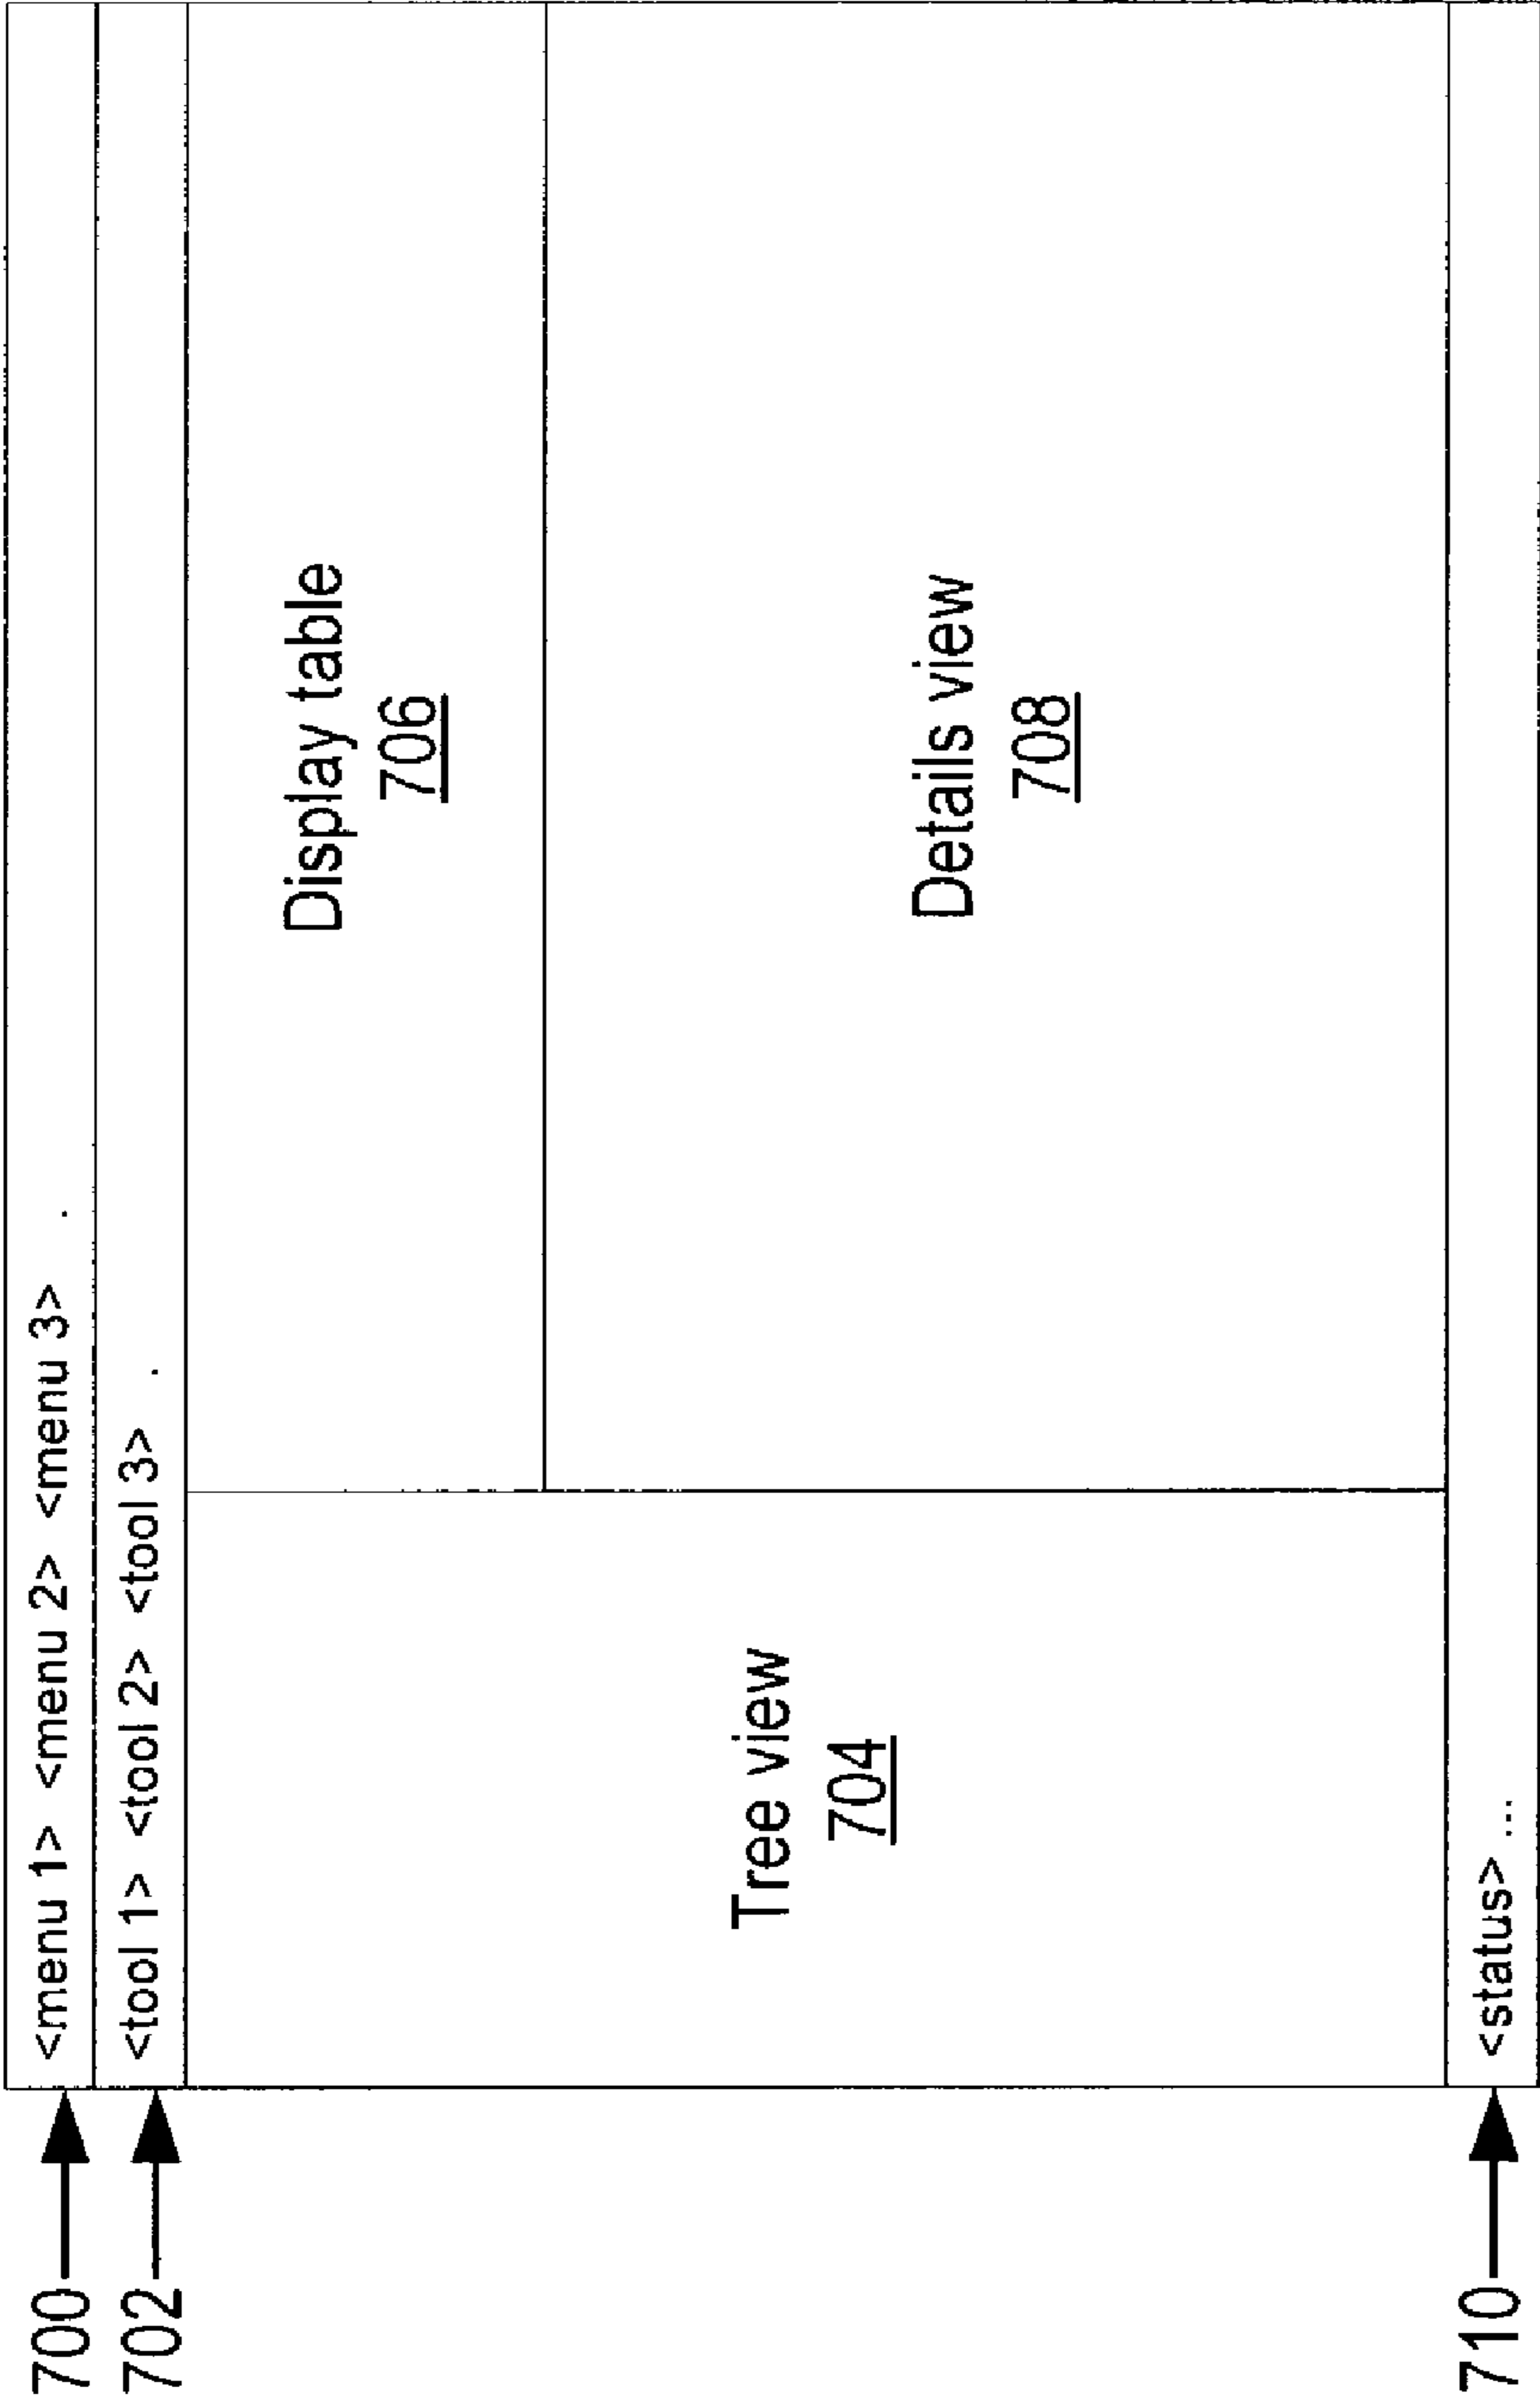 700
<menu 1> <menu 2> <menu 3> .
702
<tool 1> <tool 2> <tool 3> .
Tree view
704
Display table
706
Details view
708
710
<status> ...